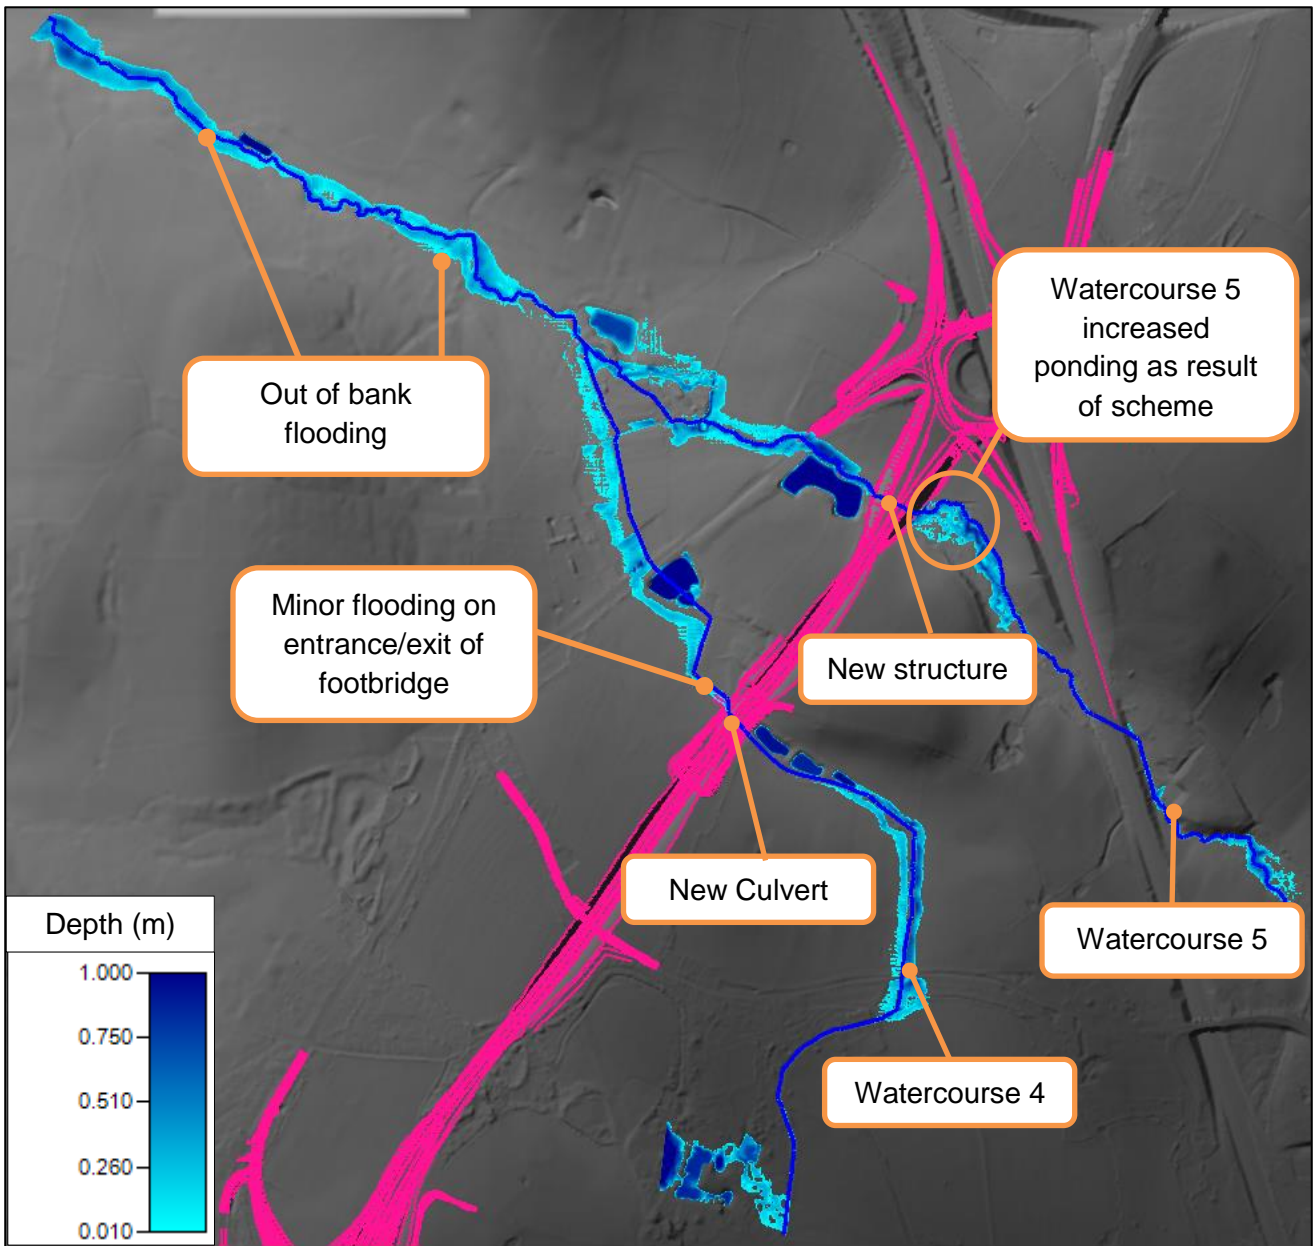 Watercourse 5
increased
ponding as result
of scheme
Out of bank
flooding
Minor flooding on
entrance/exit of
footbridge
New structure
New Culvert
Watercourse 5
Watercourse 4
Depth (m)
1.000
0.750
0.510
0.260
0.010